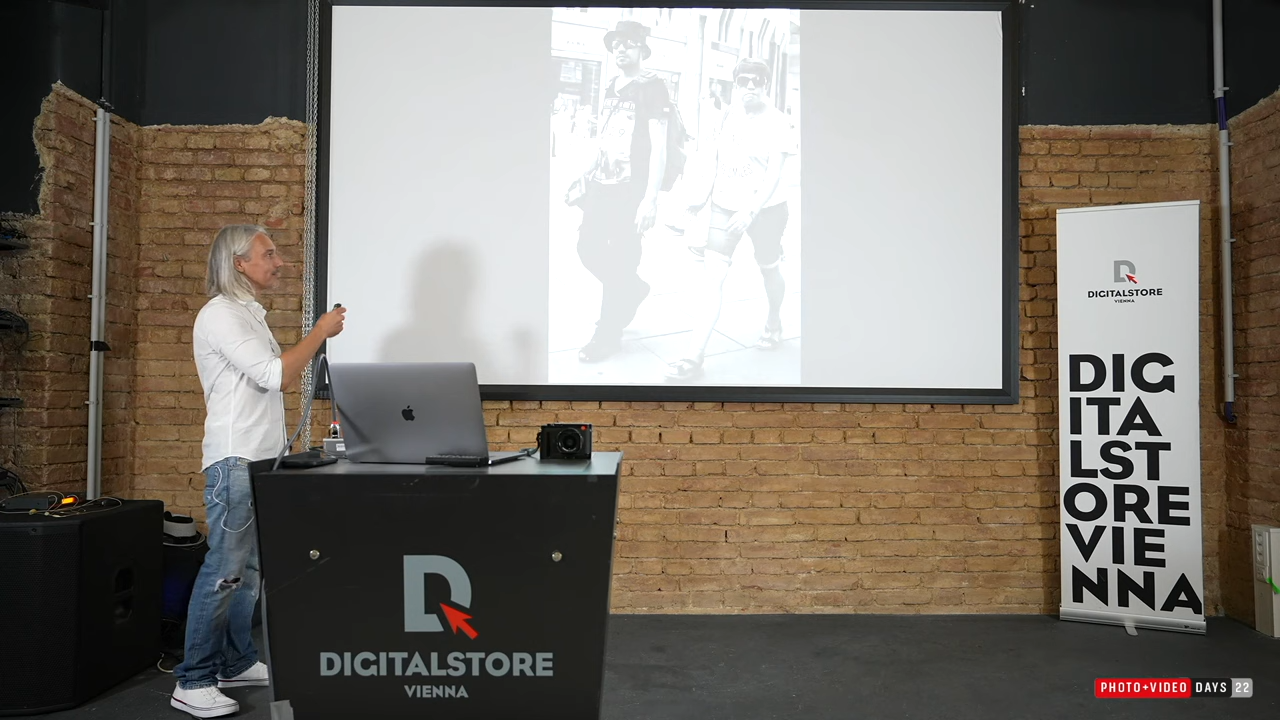 DIGITALSTORE
VIENNA
DIG
ITA
LST
ORE
VIE
NNA
DIGITALSTORE
VIENNA
PHOTO+VIDEO DAYS 22